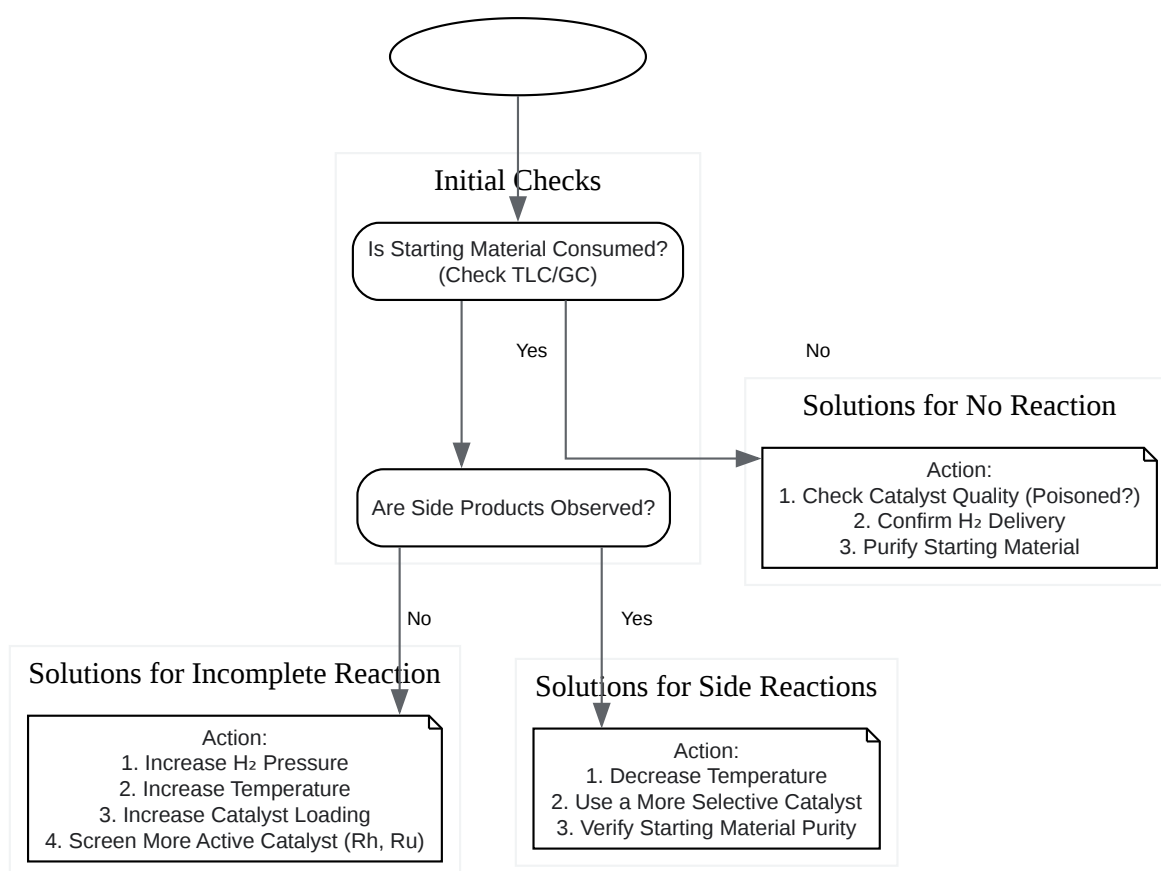 Initial Checks
Is Starting Material Consumed?
(Check TLC/GC)
Yes
No
Solutions for No Reaction
Action:
1. Check Catalyst Quality (Poisoned?)
2. Confirm H₂ Delivery
3. Purify Starting Material
Are Side Products Observed?
No
Yes
Solutions for Incomplete Reaction
Action:
1. Increase H₂ Pressure
2. Increase Temperature
3. Increase Catalyst Loading
4. Screen More Active Catalyst (Rh, Ru)
Solutions for Side Reactions
Action:
1. Decrease Temperature
2. Use a More Selective Catalyst
3. Verify Starting Material Purity